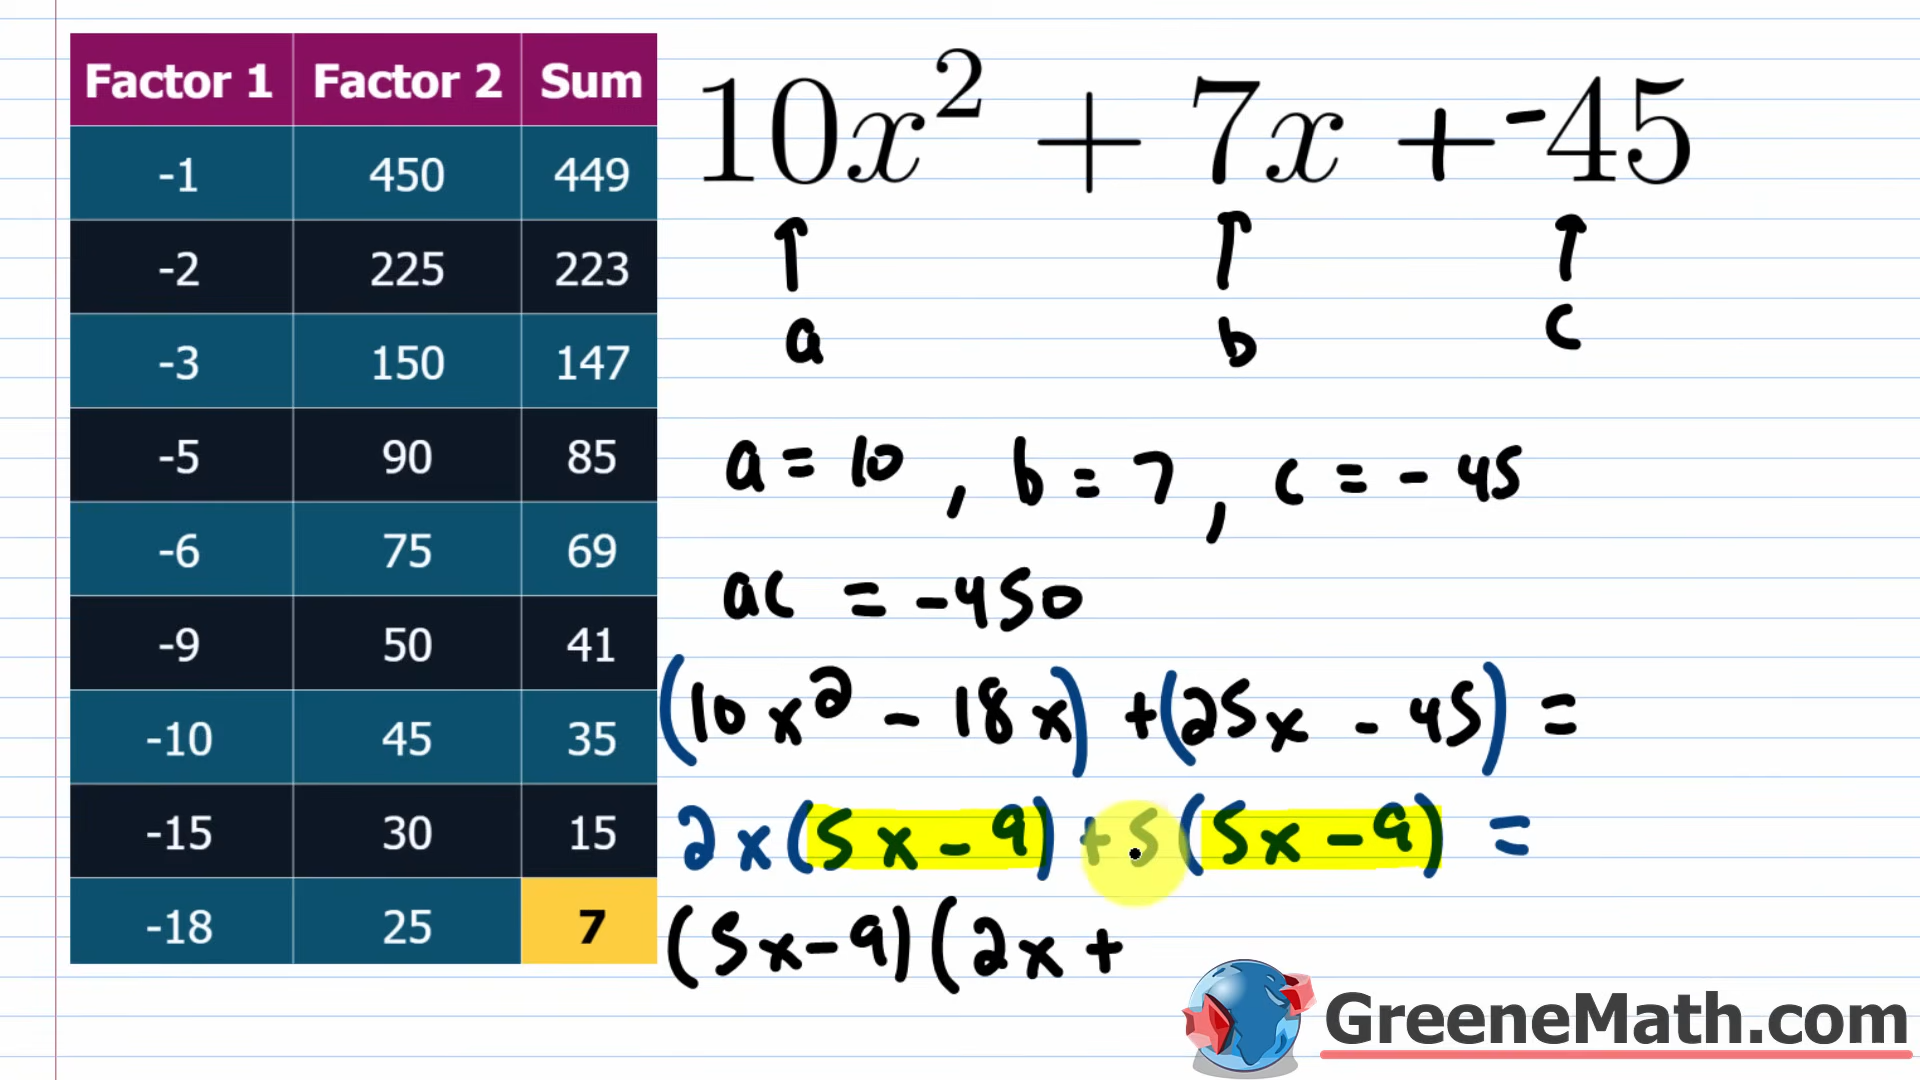 Factor 1 Factor 2 Sum
-1 450 449
-2 225 223
-3 150 147
-5 90 85
-6 75 69
-9 50 41
-10 45 35
-15 30 15
-18 25 7
10x² + 7x + -45
a b c
a = 10 , b = 7 , c = -45
ac = -450
(10x² - 18x) + (25x - 45) =
2x(5x - 9) + 5(5x - 9) =
(5x - 9)(2x +
GreeneMath.com